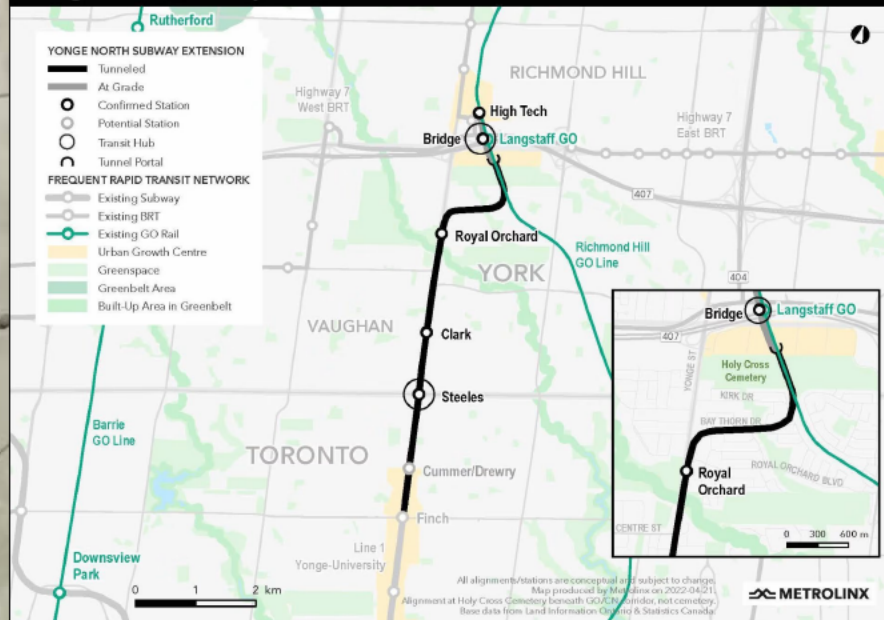 Rutherford
YONGE NORTH SUBWAY EXTENSION
Tunneled
At Grade
Confirmed Station
Potential Station
Transit Hub
Tunnel Portal
FREQUENT RAPID TRANSIT NETWORK
Existing Subway
Existing BRT
Existing GO Rail
Urban Growth Centre
Greenspace
Greenbelt Area
Built-Up Area in Greenbelt
RICHMOND HILL
Highway 7
West BRT
High Tech
Highway 7
East BRT
Bridge
Langstaff GO
407
Royal Orchard
Richmond Hill
GO Line
YORK
404
VAUGHAN
Clark
Steeles
Barrie
GO Line
TORONTO
Cummer/Drewry
Finch
Line 1
Yonge-University
Downsview
Park
0 1 2 km
Bridge
Langstaff GO
407
YONGE ST
Holy Cross
Cemetery
KIRK DR
BAY THORN DR
Royal
Orchard
ROYAL ORCHARD BLVD
CENTRE ST
0 300 600 m
All alignments/stations are conceptual and subject to change.
Map produced by Metrolinx on 2022-04-21.
Alignment at Holy Cross Cemetery beneath GO/CN corridor, not cemetery.
Base data from Land Information Ontario & Statistics Canada.
METROLINX